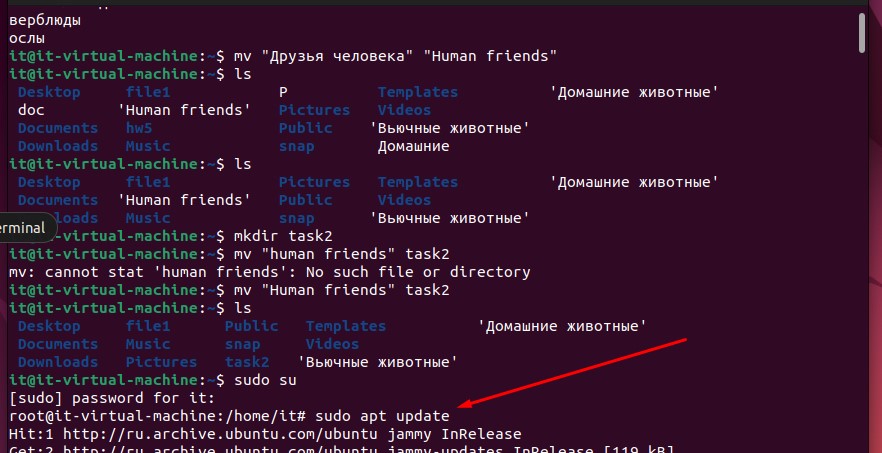 верблюды
ослы
it@it-virtual-machine:~$ mv "Друзья человека" "Human friends"
it@it-virtual-machine:~$ ls
Desktop file1 P Templates 'Домашние животные'
doc 'Human friends' Pictures Videos
Documents hw5 Public 'Вьючные животные'
Downloads Music snap Домашние
it@it-virtual-machine:~$ ls
Desktop file1 Pictures Templates 'Домашние животные'
Documents 'Human friends' Public Videos
loads Music snap 'Вьючные животные'
erminal
it@it-virtual-machine:~$ mkdir task2
it@it-virtual-machine:~$ mv "human friends" task2
mv: cannot stat 'human friends': No such file or directory
it@it-virtual-machine:~$ mv "Human friends" task2
it@it-virtual-machine:~$ ls
Desktop file1 Public Templates 'Домашние животные'
Documents Music snap Videos
Downloads Pictures task2 'Вьючные животные'
it@it-virtual-machine:~$ sudo su
[sudo] password for it:
root@it-virtual-machine:/home/it# sudo apt update
Hit:1 http://ru.archive.ubuntu.com/ubuntu jammy InRelease
Get:2 http://ru.archive.ubuntu.com/ubuntu jammy-updates InRelease [119 kB]